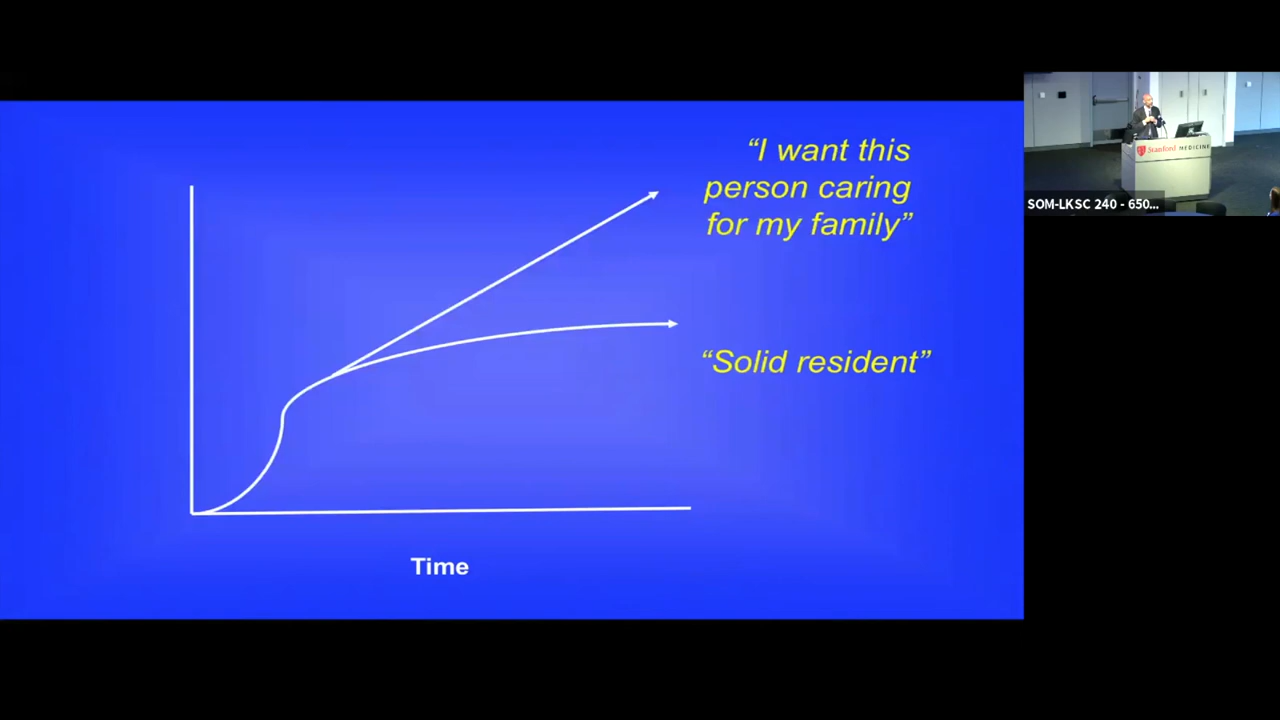 “I want this
person caring
for my family”
“Solid resident”
Time
Stanford MEDICINE
SOM-LKSC 240 - 650...